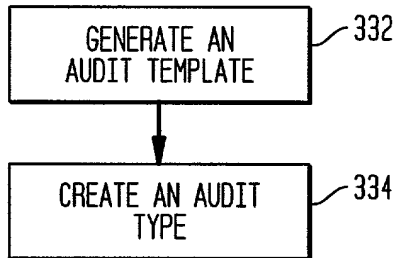 GENERATE AN
AUDIT TEMPLATE
332
CREATE AN AUDIT
TYPE
334